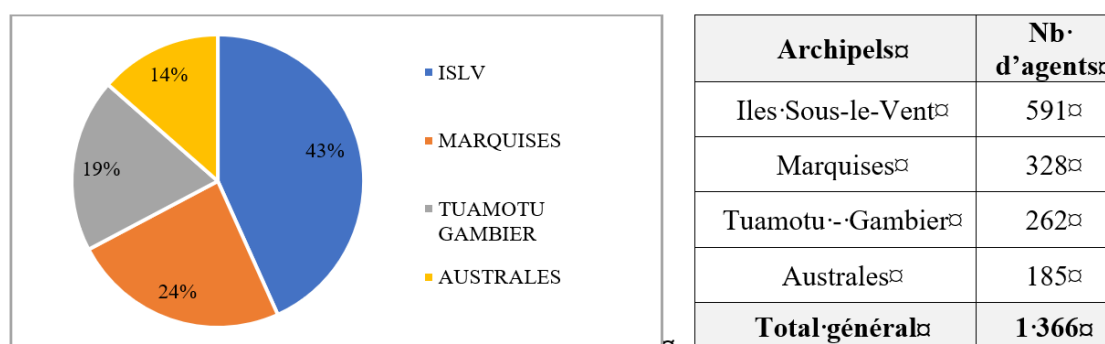 14%
43%
19%
24%
ISLV
MARQUISES
TUAMOTU
GAMBIER
AUSTRALES
¤
Archipels¤ Nb·
d'agents¤
Iles·Sous-le-Vent¤ 591¤
Marquises¤ 328¤
Tuamotu·-·Gambier¤ 262¤
Australes¤ 185¤
Total·général¤ 1·366¤